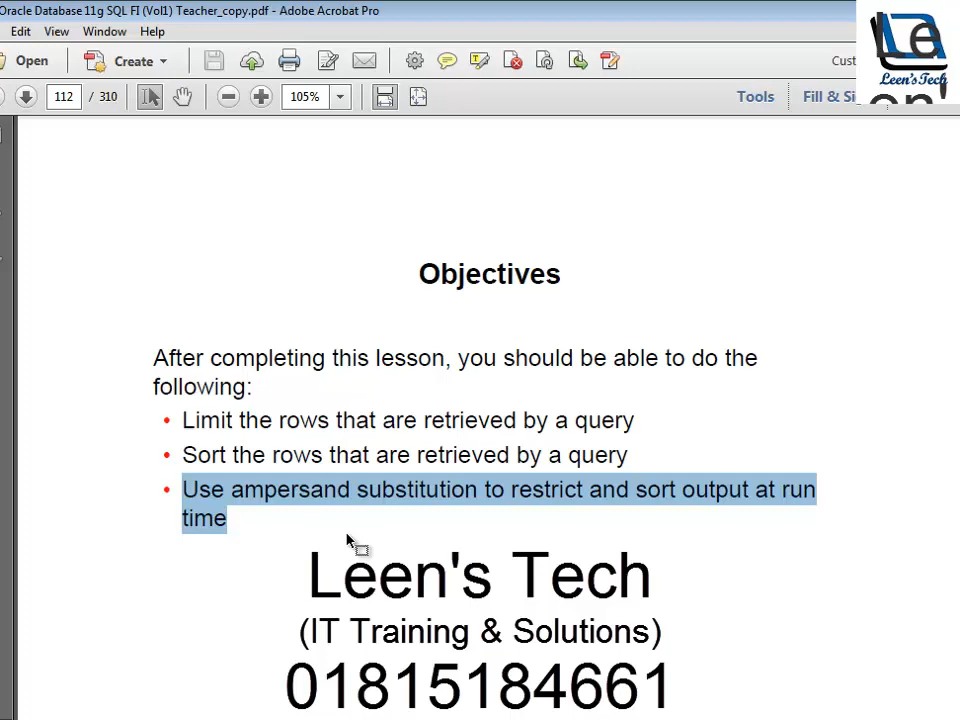 Oracle Database 11g SQL FI (Vol1) Teacher_copy.pdf - Adobe Acrobat Pro
Edit View Window Help
Open Create Cust
112 / 310 105% Tools Fill & Si
Le
Leen'sTech
Objectives
After completing this lesson, you should be able to do the
following:
• Limit the rows that are retrieved by a query
• Sort the rows that are retrieved by a query
• Use ampersand substitution to restrict and sort output at run
time
Leen's Tech
(IT Training & Solutions)
01815184661